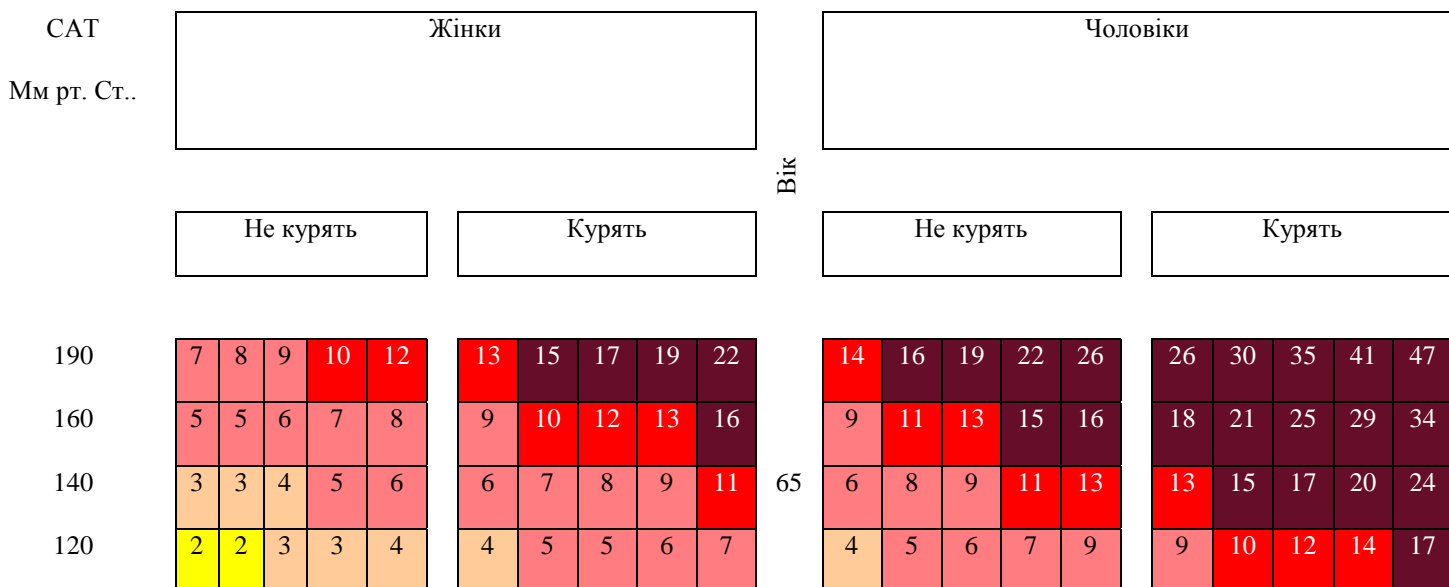 САТ Жінки Чоловіки
Мм рт. Ст..
Вік
Не курять Курять Не курять Курять
190 7 8 9 10 12 13 15 17 19 22 14 16 19 22 26 26 30 35 41 47
160 5 5 6 7 8 9 10 12 13 16 9 11 13 15 16 18 21 25 29 34
140 3 3 4 5 6 6 7 8 9 11 65 6 8 9 11 13 13 15 17 20 24
120 2 2 3 3 4 4 5 5 6 7 4 5 6 7 9 9 10 12 14 17